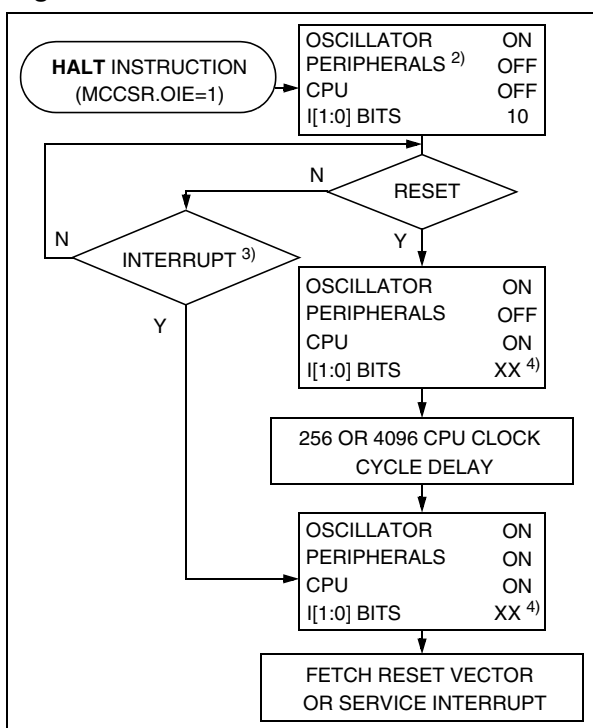 HALT INSTRUCTION
(MCCSR.OIE=1)
OSCILLATOR ON
PERIPHERALS 2) OFF
CPU OFF
I[1:0] BITS 10
RESET
N
Y
INTERRUPT 3)
N
Y
OSCILLATOR ON
PERIPHERALS OFF
CPU ON
I[1:0] BITS XX 4)
256 OR 4096 CPU CLOCK
CYCLE DELAY
OSCILLATOR ON
PERIPHERALS ON
CPU ON
I[1:0] BITS XX 4)
FETCH RESET VECTOR
OR SERVICE INTERRUPT